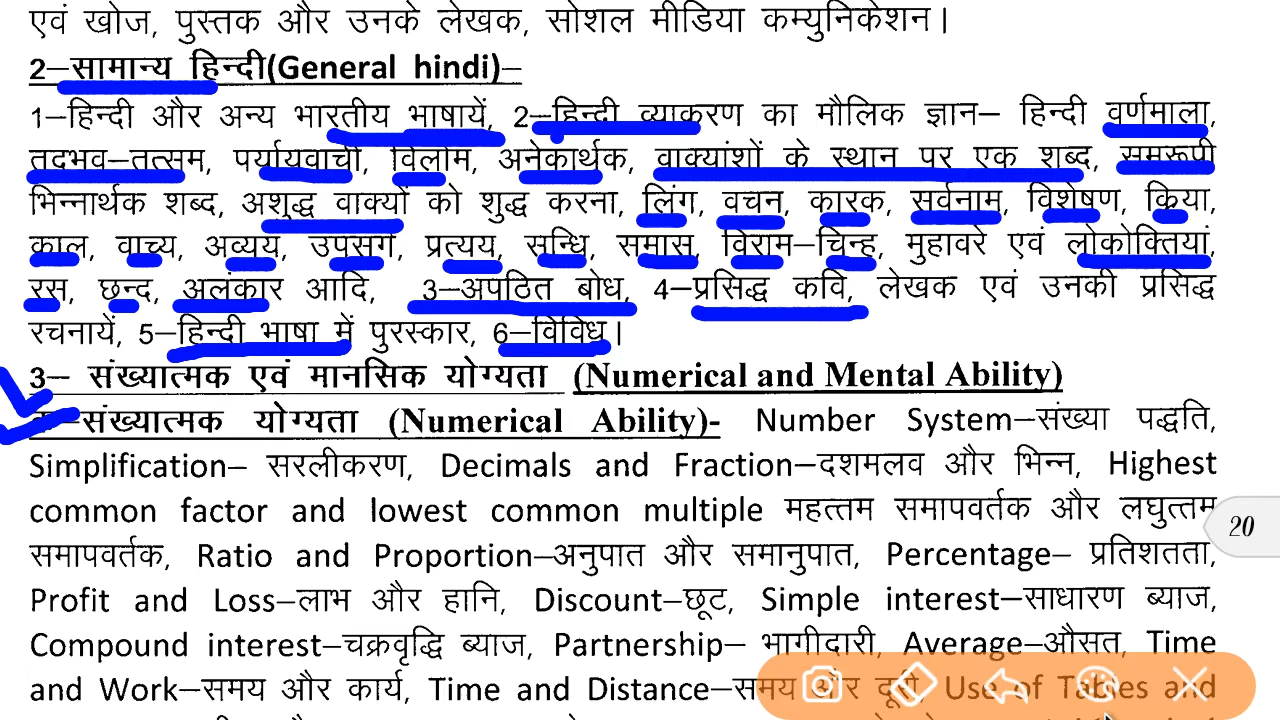 एवं खोज, पुस्तक और उनके लेखक, सोशल मीडिया कम्युनिकेशन।
2–सामान्य हिन्दी(General hindi)–
1–हिन्दी और अन्य भारतीय भाषायें, 2–हिन्दी व्याकरण का मौलिक ज्ञान– हिन्दी वर्णमाला,
तदभव–तत्सम, पर्यायवाची, विलोम, अनेकार्थक, वाक्यांशों के स्थान पर एक शब्द, समरूपी
भिन्नार्थक शब्द, अशुद्ध वाक्यों को शुद्ध करना, लिंग, वचन, कारक, सर्वनाम, विशेषण, क्रिया,
काल, वाच्य, अव्यय, उपसर्ग, प्रत्यय, सन्धि, समास, विराम–चिन्ह, मुहावरे एवं लोकोक्तियां,
रस, छन्द, अलंकार आदि, 3–अपठित बोध, 4–प्रसिद्ध कवि, लेखक एवं उनकी प्रसिद्ध
रचनायें, 5–हिन्दी भाषा में पुरस्कार, 6–विविध।
3– संख्यात्मक एवं मानसिक योग्यता (Numerical and Mental Ability)
संख्यात्मक योग्यता (Numerical Ability)- Number System–संख्या पद्धति,
Simplification– सरलीकरण, Decimals and Fraction–दशमलव और भिन्न, Highest
common factor and lowest common multiple महत्तम समापवर्तक और लघुत्तम
समापवर्तक, Ratio and Proportion–अनुपात और समानुपात, Percentage– प्रतिशतता,
Profit and Loss–लाभ और हानि, Discount–छूट, Simple interest–साधारण ब्याज,
Compound interest–चक्रवृद्धि ब्याज, Partnership– भागीदारी, Average–औसत, Time
and Work–समय और कार्य, Time and Distance–समय और दूरी, Use of Tables and
20